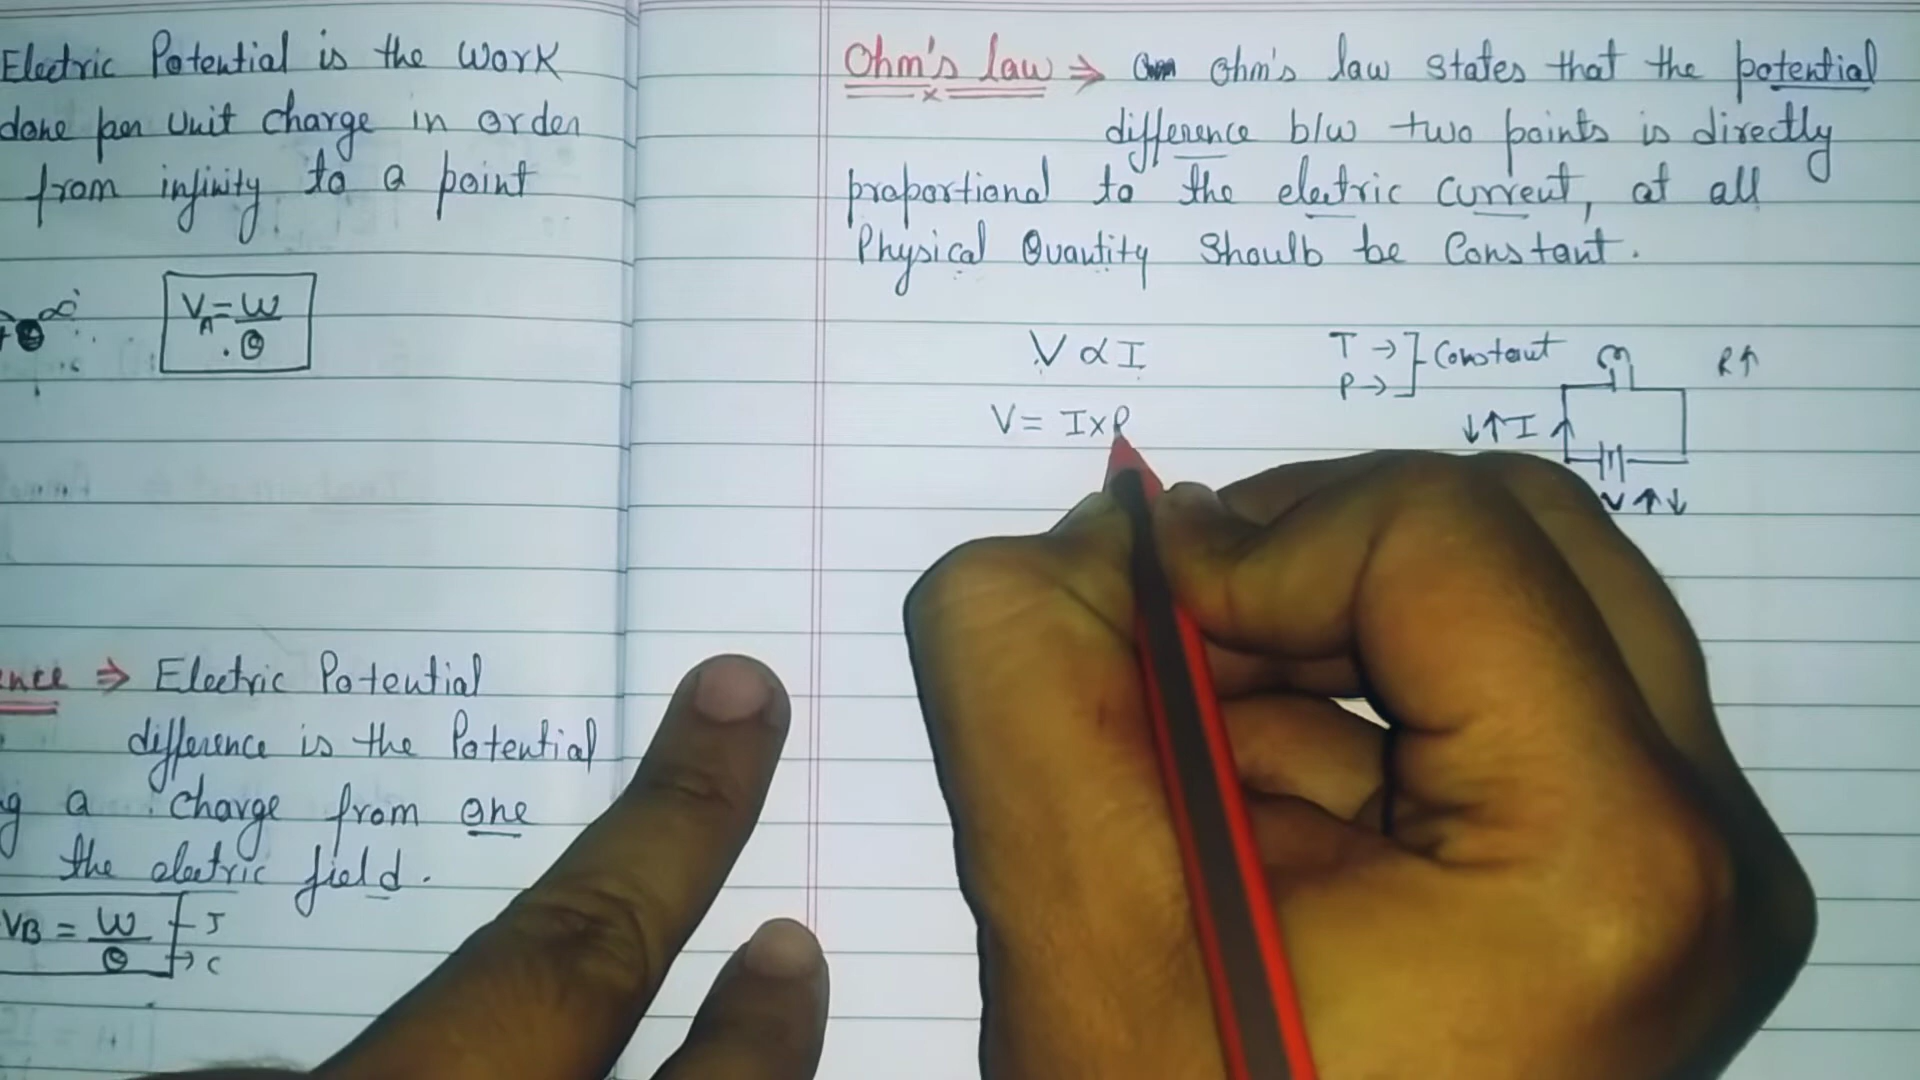 Electric Potential is the Work
done per Unit Charge in order
from infinity to a point
∞
V_A = W/Q
ence ⇒ Electric Potential
difference is the Potential
g a charge from one
the electric field.
VB = W/Q J
→ C
Ohm's law ⇒ Ohm's law states that the potential
difference b/w two points is directly
proportional to the electric current, at all
Physical Quantity Shoulb be Constant.
V ∝ I
T →] Constant
P →
R↑
V = I×R
↓↑ I
V ↑↓